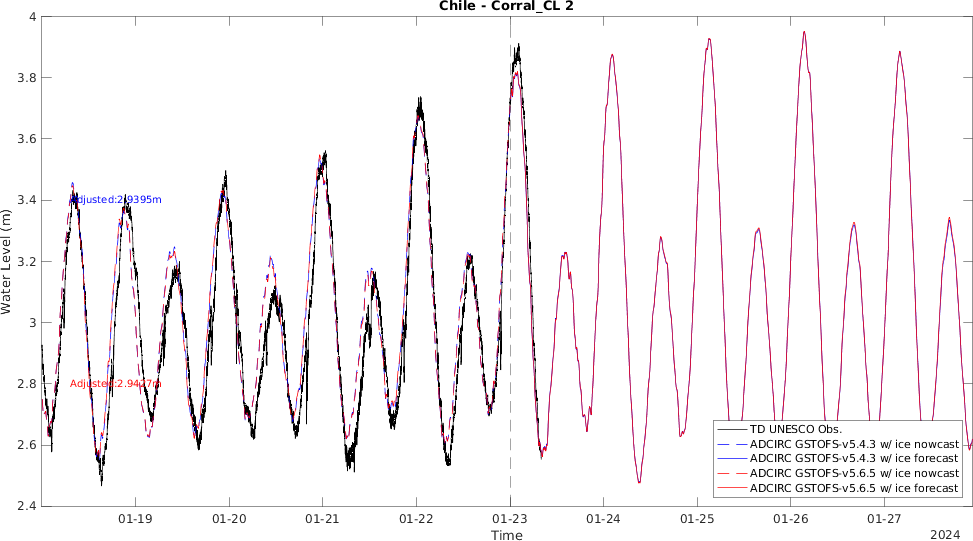 Chile - Corral_CL 2
4
3.8
3.6
3.4
3.2
3
2.8
2.6
2.4
Water Level (m)
Adjusted:2.9395m
Adjusted:2.9427m
TD UNESCO Obs.
ADCIRC GSTOFS-v5.4.3 w/ ice nowcast
ADCIRC GSTOFS-v5.4.3 w/ ice forecast
ADCIRC GSTOFS-v5.6.5 w/ ice nowcast
ADCIRC GSTOFS-v5.6.5 w/ ice forecast
01-19
01-20
01-21
01-22
01-23
01-24
01-25
01-26
01-27
Time
2024